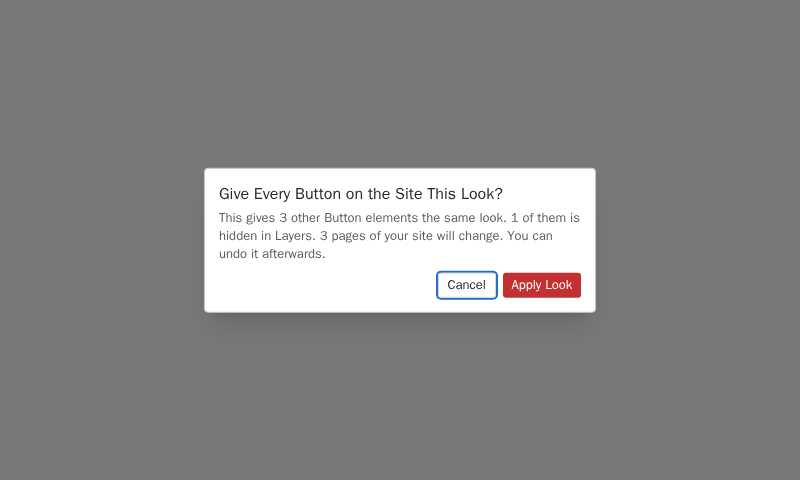 Give Every Button on the Site This Look?
This gives 3 other Button elements the same look. 1 of them is
hidden in Layers. 3 pages of your site will change. You can
undo it afterwards.
Cancel
Apply Look